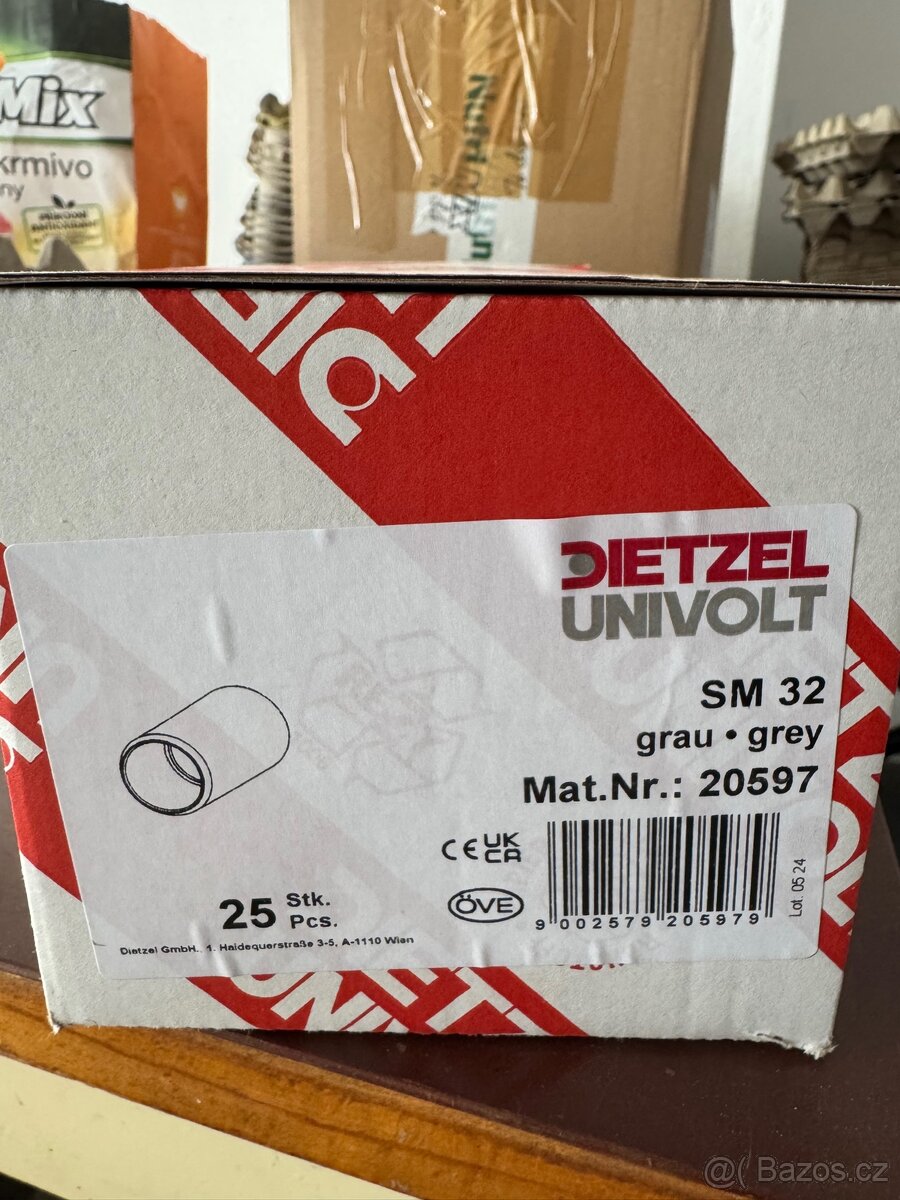 Mix
krmivo
DIETZEL
UNIVOLT
SM 32
grau • grey
Mat.Nr.: 20597
CE UK CA
ÖVE
25 Stk.
Pcs.
9 002579 205979
Lot: 05 24
Dietzel GmbH., 1. Haidequerstraße 3-5, A-1110 Wien
@( Bazoš.cz